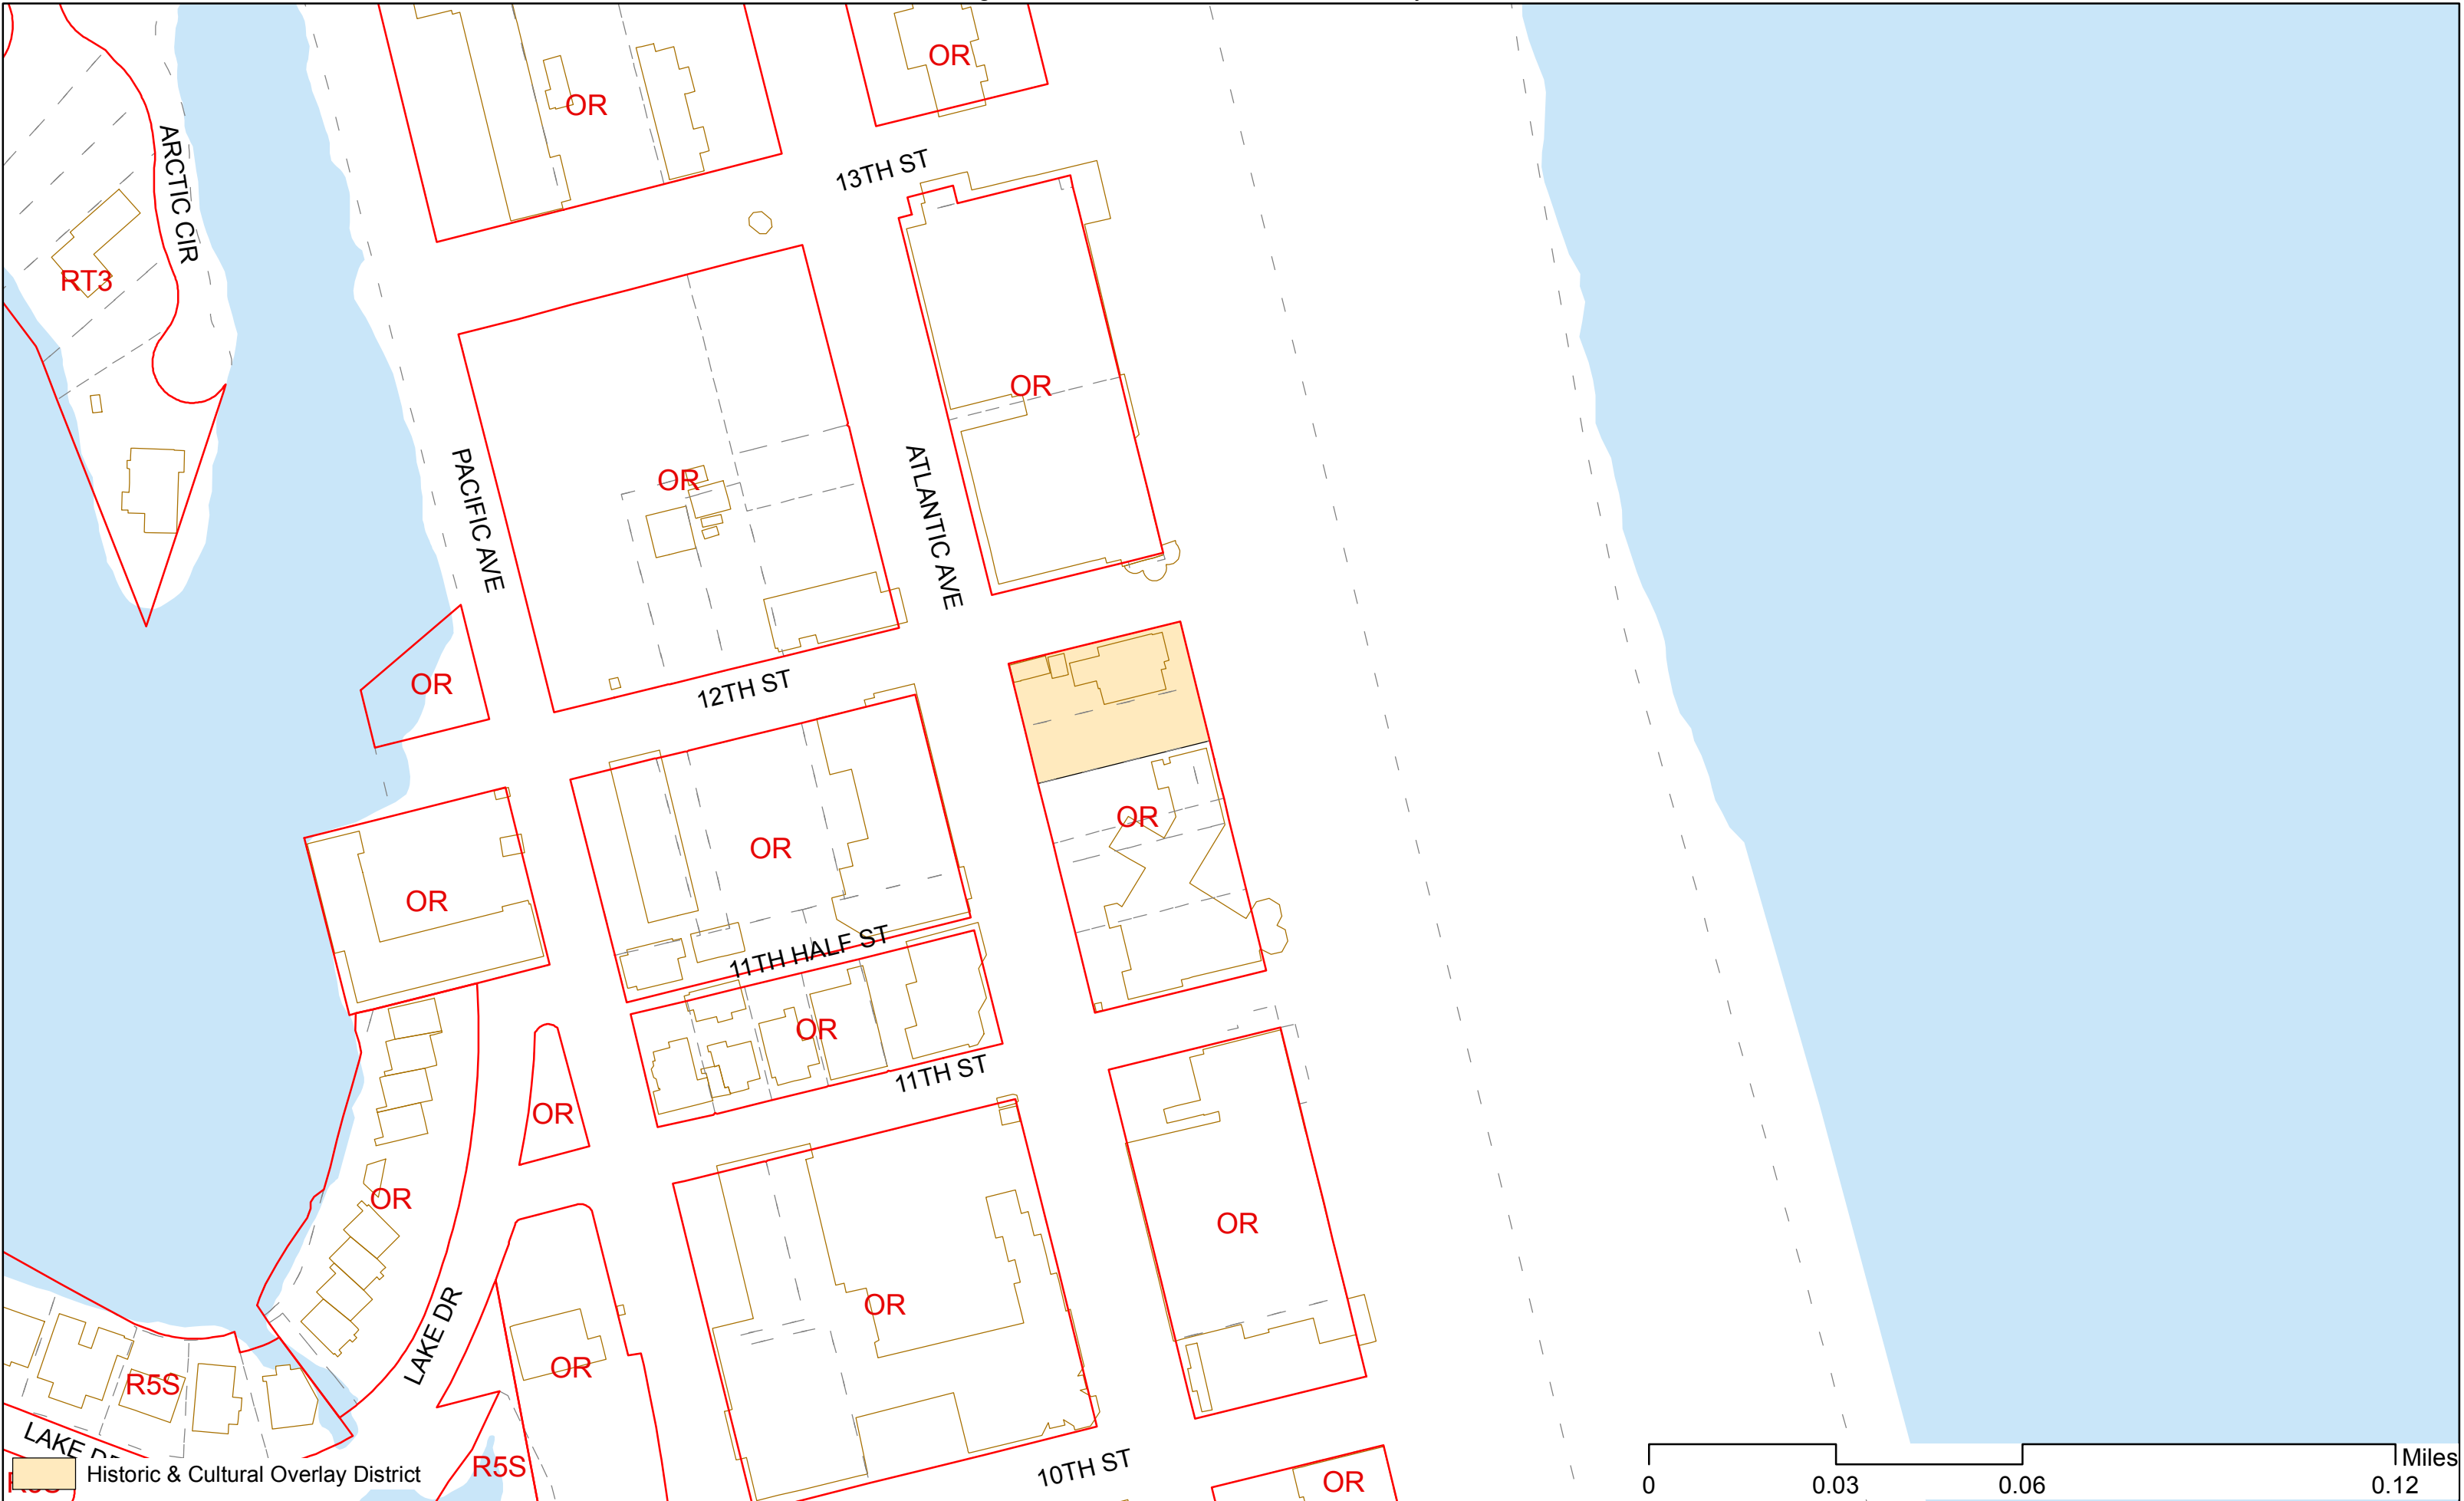 OR
OR
13TH ST
ARCTIC CIR
RT3
OR
PACIFIC AVE
OR
ATLANTIC AVE
OR
12TH ST
OR
OR
OR
11TH HALF ST
OR
11TH ST
OR
OR
OR
LAKE DR
OR
OR
R5S
LAKE DR
R5S
10TH ST
OR
Historic & Cultural Overlay District
Miles
0
0.03
0.06
0.12